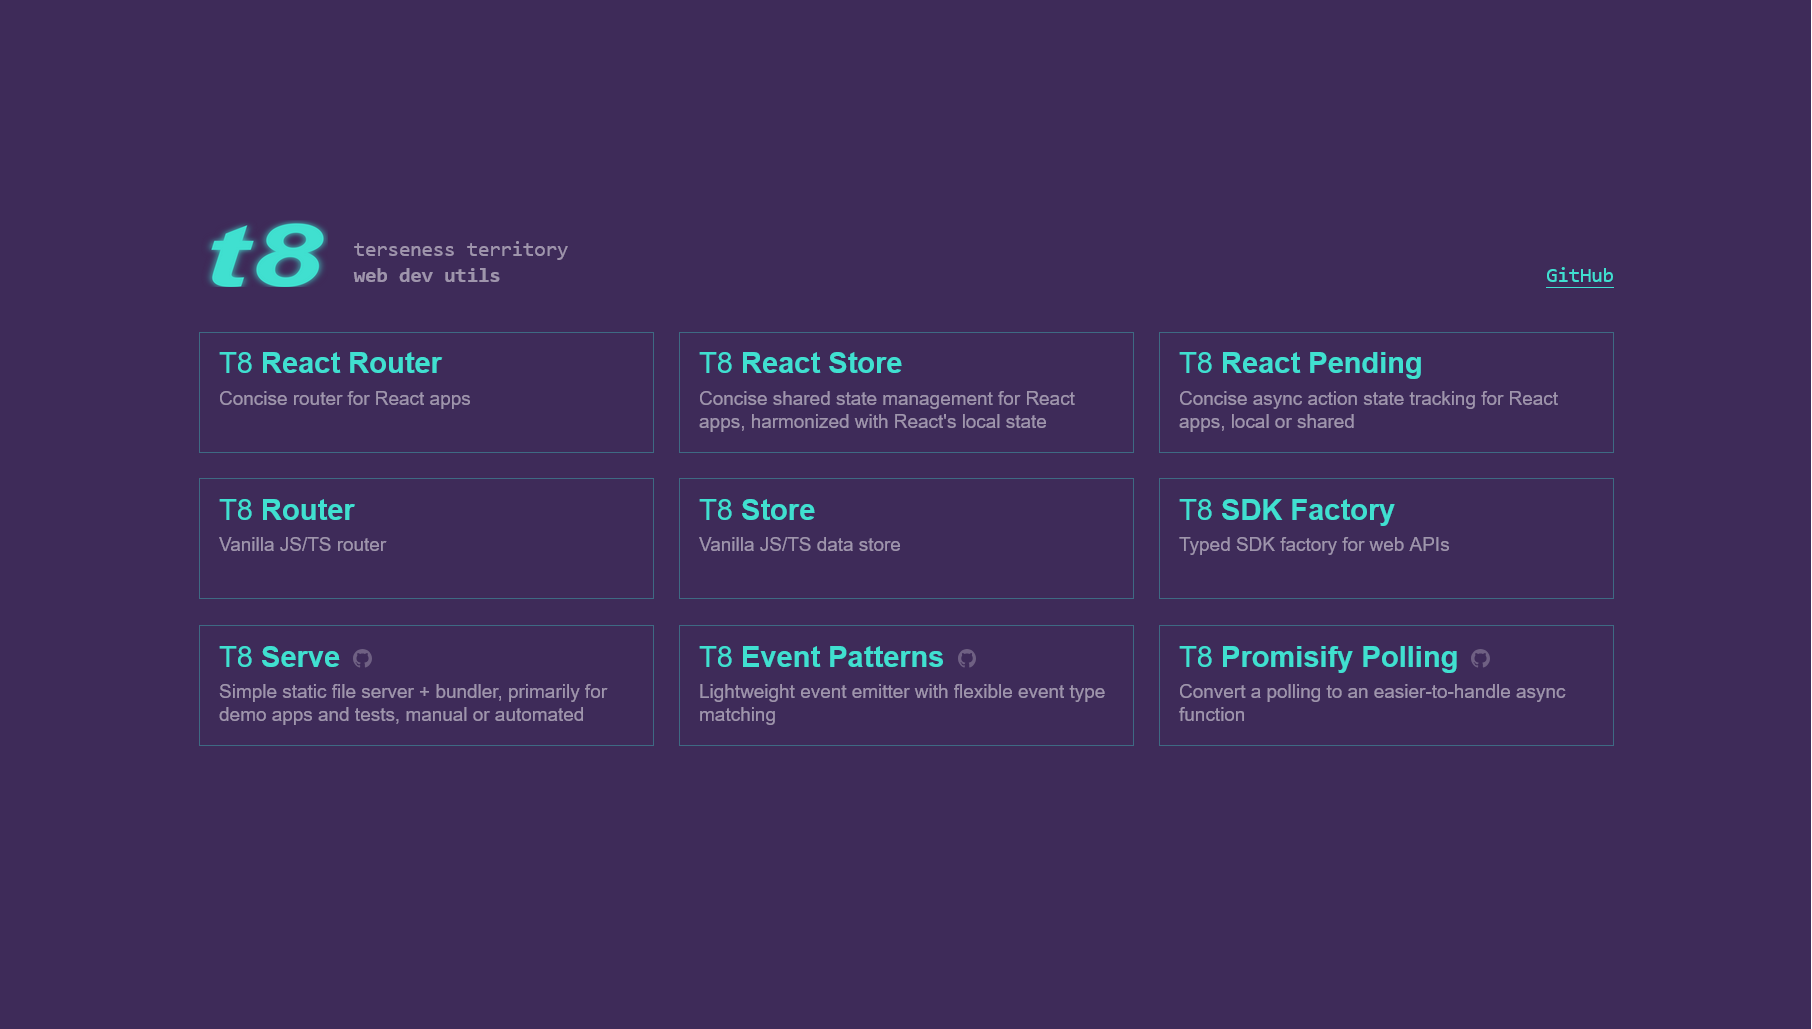 t8
terseness territory
web dev utils
GitHub
T8 React Router
Concise router for React apps
T8 React Store
Concise shared state management for React
apps, harmonized with React's local state
T8 React Pending
Concise async action state tracking for React
apps, local or shared
T8 Router
Vanilla JS/TS router
T8 Store
Vanilla JS/TS data store
T8 SDK Factory
Typed SDK factory for web APIs
T8 Serve
Simple static file server + bundler, primarily for
demo apps and tests, manual or automated
T8 Event Patterns
Lightweight event emitter with flexible event type
matching
T8 Promisify Polling
Convert a polling to an easier-to-handle async
function